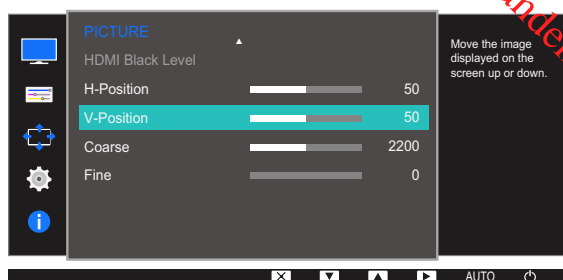 PICTURE
HDMI Black Level
H-Position 50
V-Position 50
Coarse 2200
Fine 0
Move the image
displayed on the
screen up or down.
AUTO